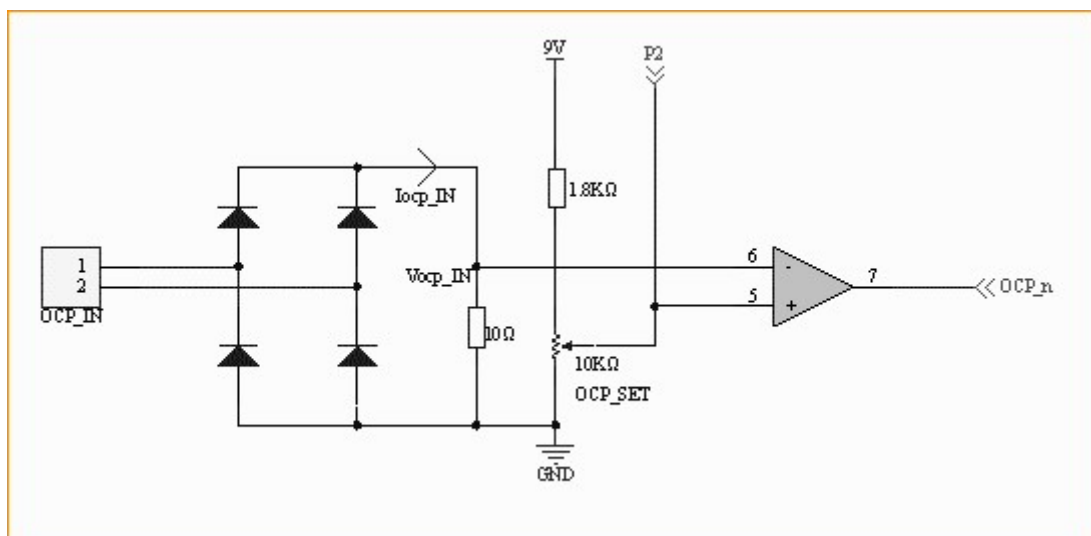 9V
P2
1.8KΩ
Iocp_IN
1
2
OCP_IN
Vocp_IN
6
-
5
+
7
OCP_n
10Ω
10KΩ
OCP_SET
GND